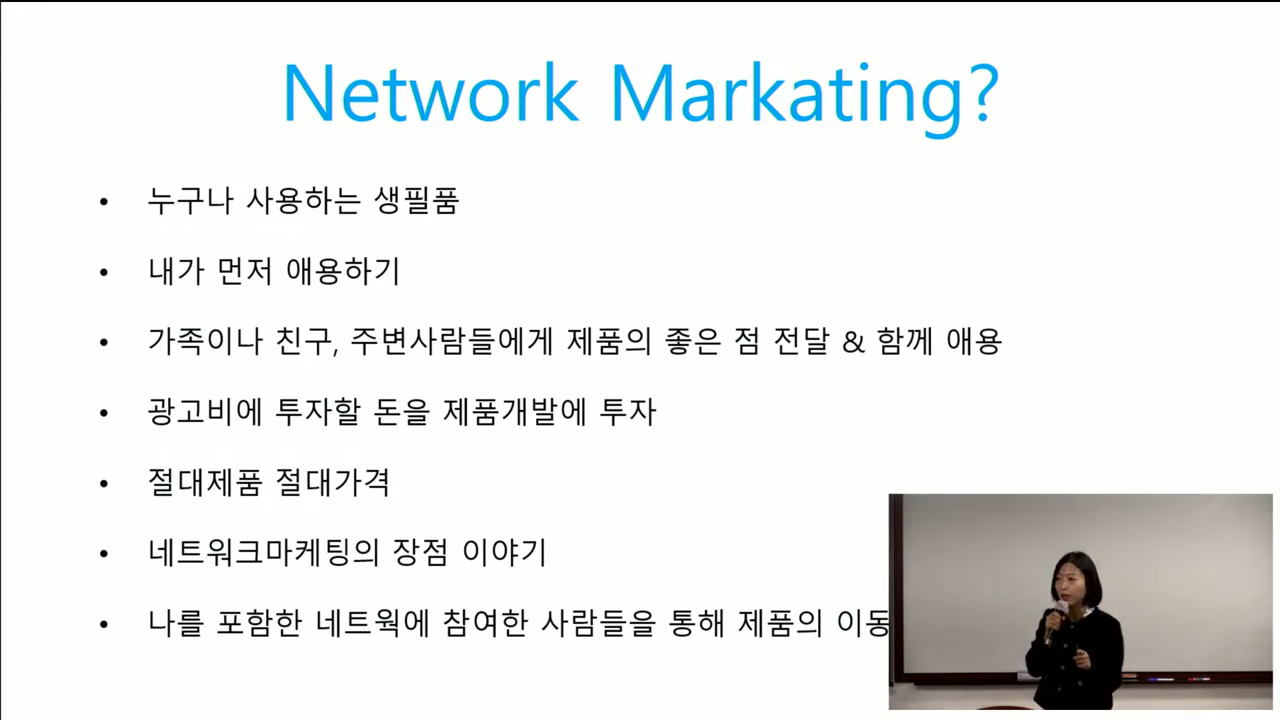 Network Markating?
• 누구나 사용하는 생필품
• 내가 먼저 애용하기
• 가족이나 친구, 주변사람들에게 제품의 좋은 점 전달 & 함께 애용
• 광고비에 투자할 돈을 제품개발에 투자
• 절대제품 절대가격
• 네트워크마케팅의 장점 이야기
• 나를 포함한 네트웍에 참여한 사람들을 통해 제품의 이동